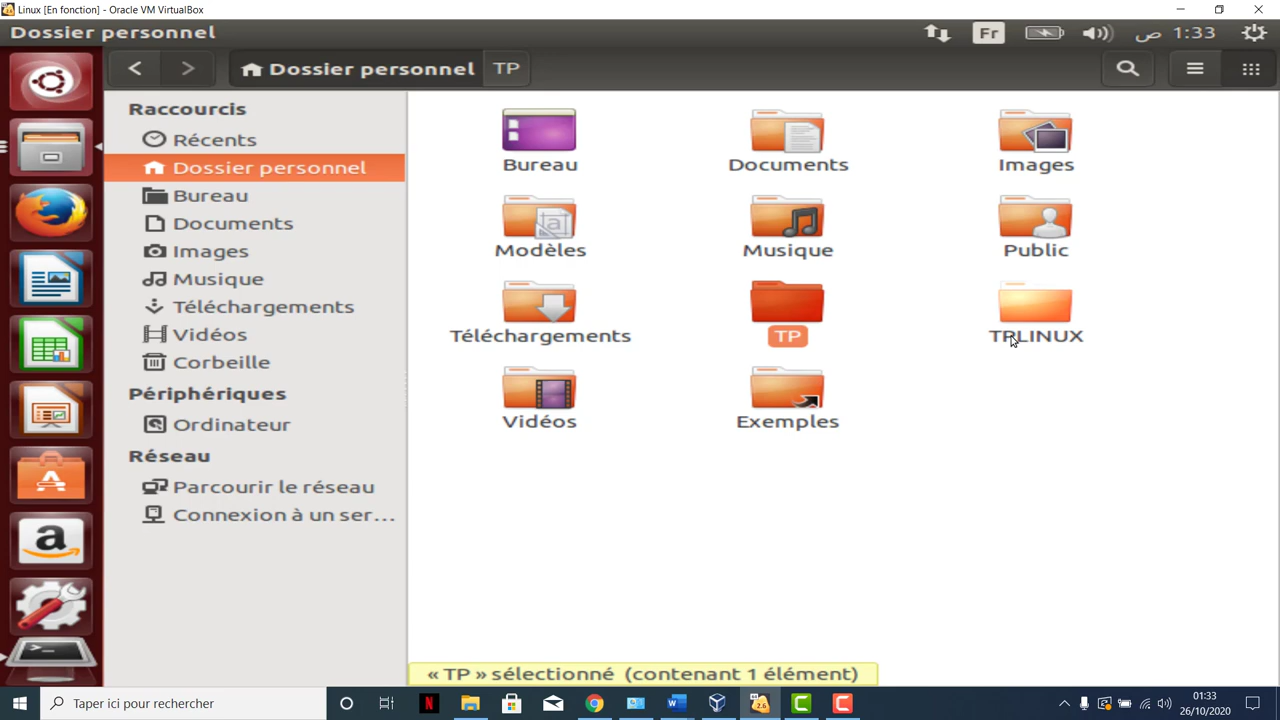 Linux [En fonction] - Oracle VM VirtualBox
Dossier personnel
Fr
ص 1:33
Dossier personnel
TP
Raccourcis
Récents
Dossier personnel
Bureau
Documents
Images
Musique
Téléchargements
Vidéos
Corbeille
Périphériques
Ordinateur
Réseau
Parcourir le réseau
Connexion à un ser…
Bureau
Documents
Images
Modèles
Musique
Public
Téléchargements
TP
TPLINUX
Vidéos
Exemples
« TP » sélectionné (contenant 1 élément)
Taper ici pour rechercher
01:33
26/10/2020